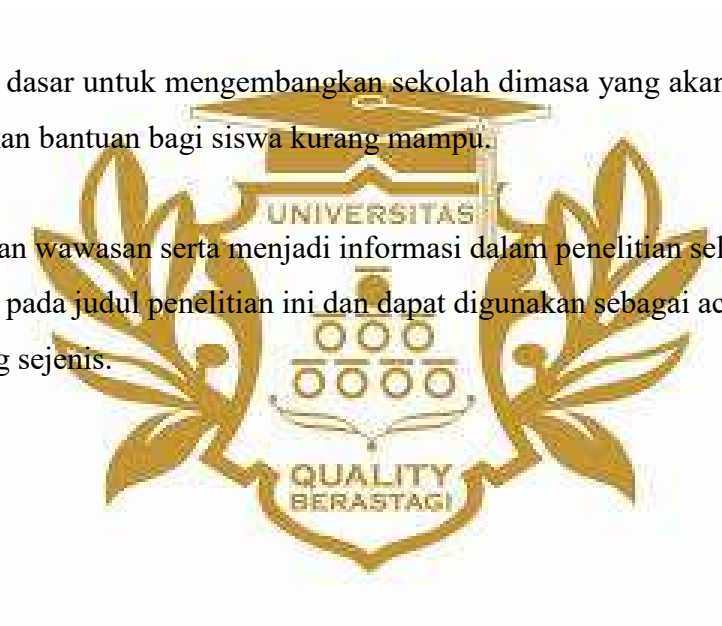 dasar untuk mengembangkan sekolah dimasa yang akan
an bantuan bagi siswa kurang mampu.
UNIVERSITAS
an wawasan serta menjadi informasi dalam penelitian sel
pada judul penelitian ini dan dapat digunakan sebagai ac
g sejenis.
QUALITY
BERASTAGI